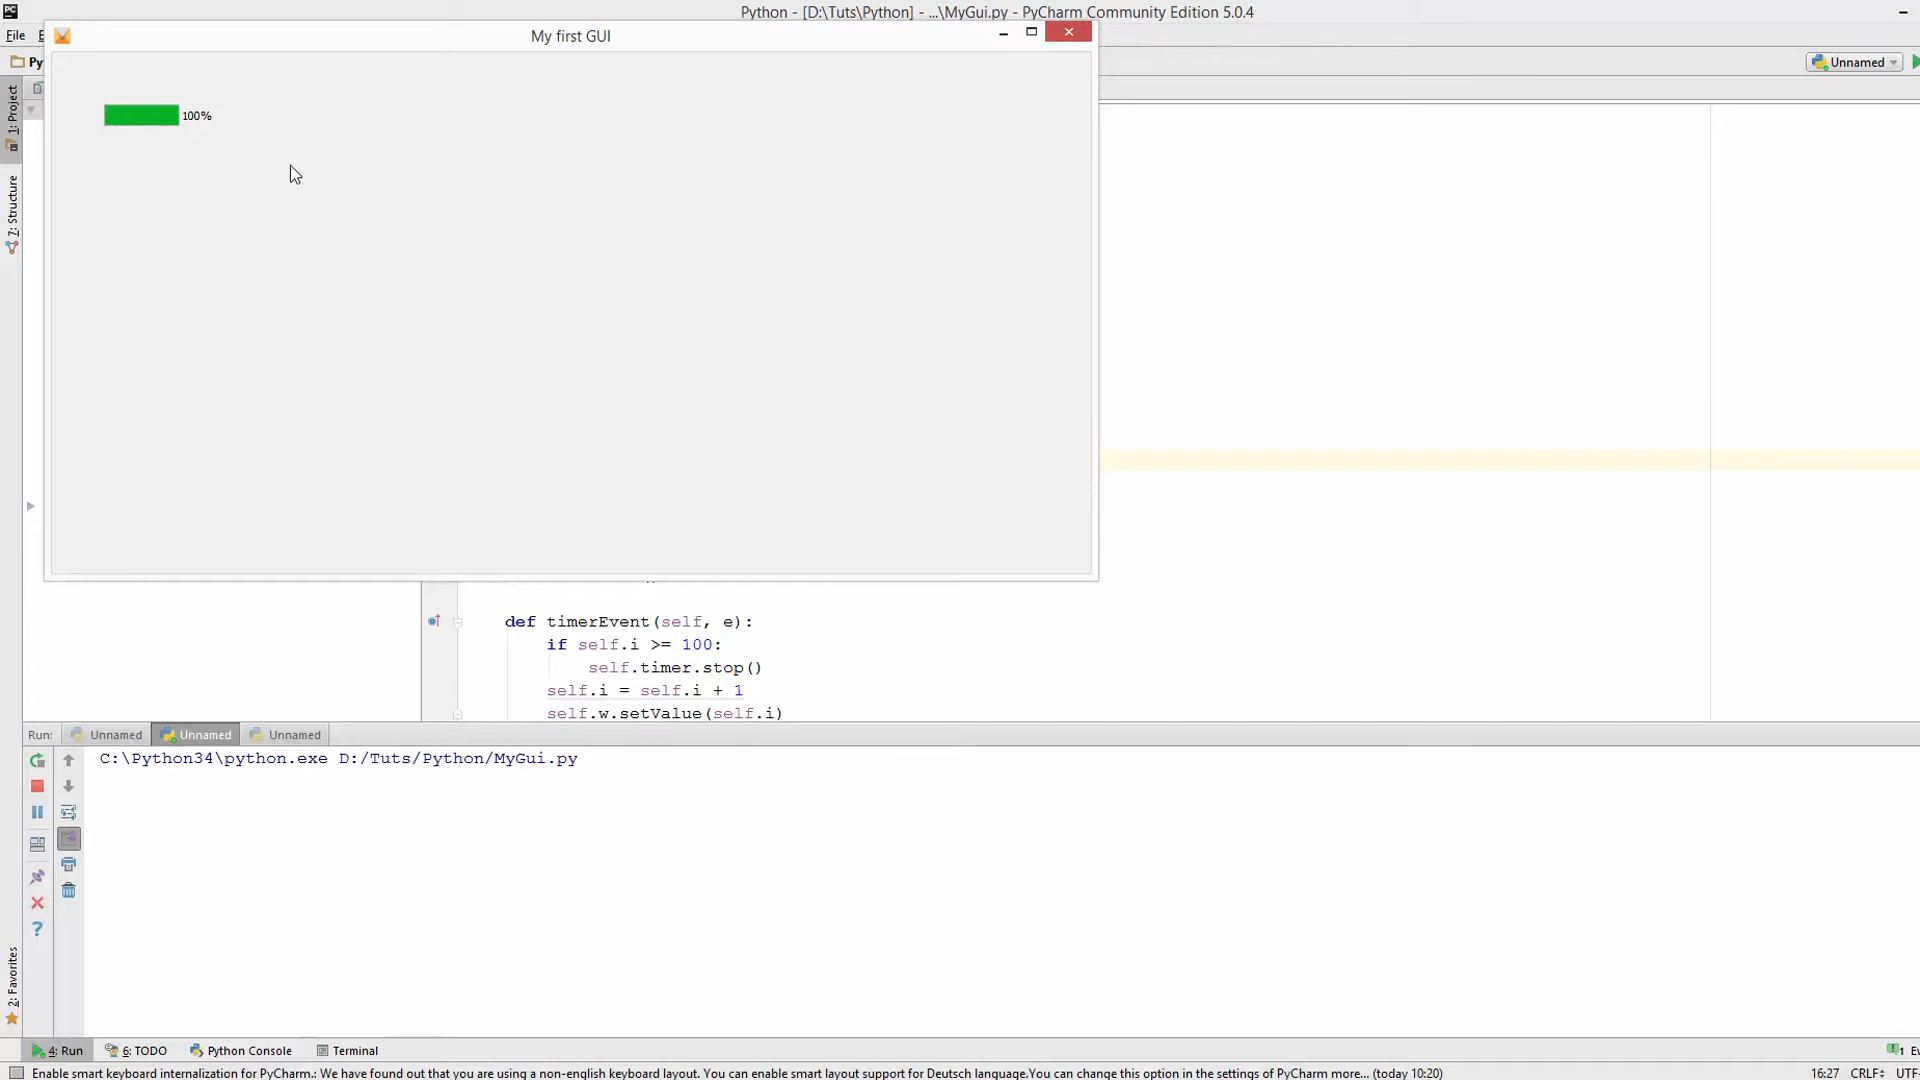 PC
Python - [D:\Tuts\Python] - ...\MyGui.py - PyCharm Community Edition 5.0.4
My first GUI
File
Py
Unnamed
1: Project
7: Structure
100%
def timerEvent(self, e):
if self.i >= 100:
self.timer.stop()
self.i = self.i + 1
self.w.setValue(self.i)
Run: Unnamed Unnamed Unnamed
C:\Python34\python.exe D:/Tuts/Python/MyGui.py
2: Favorites
4: Run 6: TODO Python Console Terminal
1 Ev
Enable smart keyboard internalization for PyCharm.: We have found out that you are using a non-english keyboard layout. You can enable smart layout support for Deutsch language.You can change this option in the settings of PyCharm more... (today 10:20)
16:27 CRLF UTF-